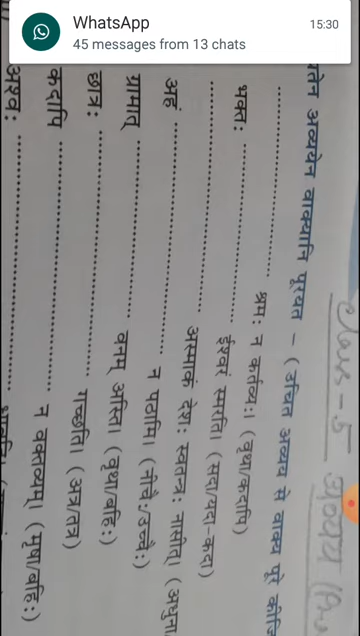 WhatsApp
15:30
45 messages from 13 chats
class - 5 अव्यय
अव्ययेन वाक्यानि पूरयत - (उचित अव्यय से वाक्य पूरे
................ श्रम: न कर्तव्य:। (वृथा/कदापि)
भक्त: ................ ईश्वरं स्मरति। (सदा/यदा-कदा)
................ अस्माकं देश: स्वतन्त्र: नासीत्। (अधुना
अहं ................ न पठामि। (नीचै:/उच्चै:)
ग्रामात् ................ वनम् अस्ति। (वृथा/बहि:)
छात्र: ................ गच्छति। (अत्र/तत्र)
कदापि ................ न वक्तव्यम्। (मृषा/बहि:)
अश्व: ................